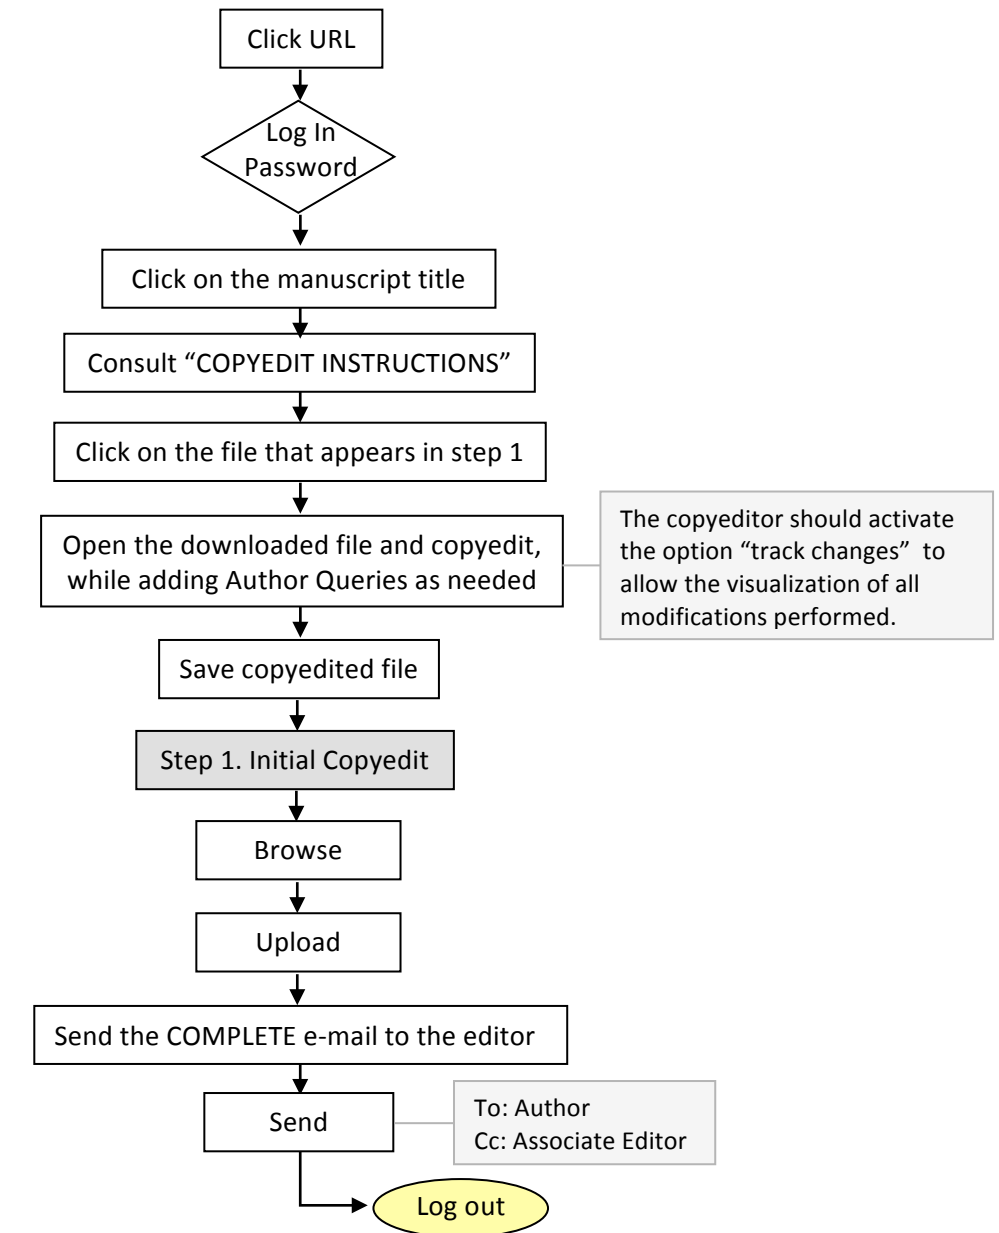 Click URL
Log In
Password
Click on the manuscript title
Consult “COPYEDIT INSTRUCTIONS”
Click on the file that appears in step 1
Open the downloaded file and copyedit,
while adding Author Queries as needed
The copyeditor should activate
the option “track changes”  to
allow the visualization of all
modifications performed.
Save copyedited file
Step 1. Initial Copyedit
Browse
Upload
Send the COMPLETE e-mail to the editor
Send
To: Author
Cc: Associate Editor
Log out